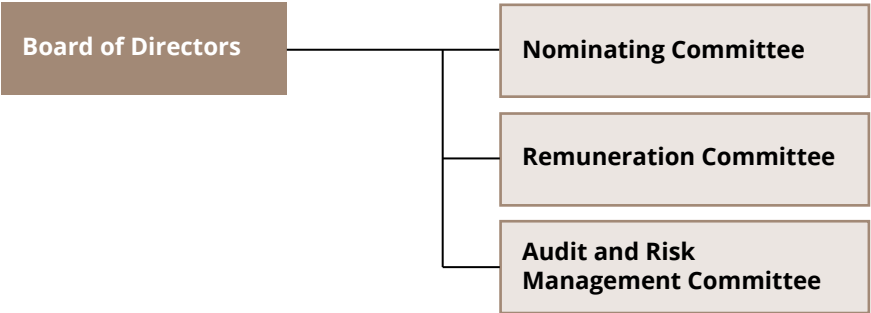 Board of Directors
Nominating Committee
Remuneration Committee
Audit and Risk
Management Committee